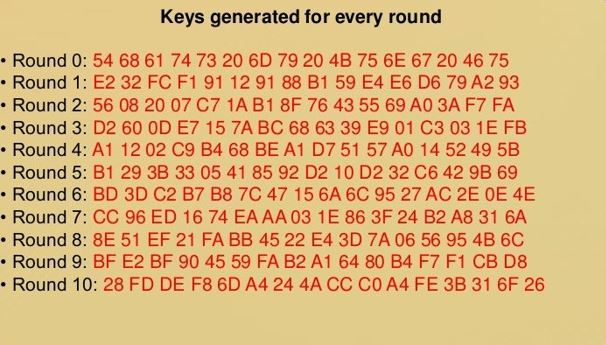 Keys generated for every round
• Round 0: 54 68 61 74 73 20 6D 79 20 4B 75 6E 67 20 46 75
• Round 1: E2 32 FC F1 91 12 91 88 B1 59 E4 E6 D6 79 A2 93
• Round 2: 56 08 20 07 C7 1A B1 8F 76 43 55 69 A0 3A F7 FA
• Round 3: D2 60 0D E7 15 7A BC 68 63 39 E9 01 C3 03 1E FB
• Round 4: A1 12 02 C9 B4 68 BE A1 D7 51 57 A0 14 52 49 5B
• Round 5: B1 29 3B 33 05 41 85 92 D2 10 D2 32 C6 42 9B 69
• Round 6: BD 3D C2 B7 B8 7C 47 15 6A 6C 95 27 AC 2E 0E 4E
• Round 7: CC 96 ED 16 74 EA AA 03 1E 86 3F 24 B2 A8 31 6A
• Round 8: 8E 51 EF 21 FA BB 45 22 E4 3D 7A 06 56 95 4B 6C
• Round 9: BF E2 BF 90 45 59 FA B2 A1 64 80 B4 F7 F1 CB D8
• Round 10: 28 FD DE F8 6D A4 24 4A CC C0 A4 FE 3B 31 6F 26